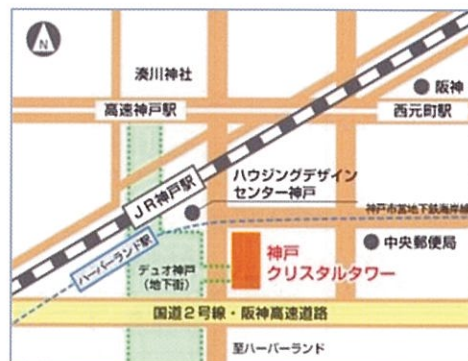 N
湊川神社
阪神
高速神戸駅
西元町駅
ハウジングデザイン
センター神戸
JR神戸駅
神戸市営地下鉄海岸線
ハーバーランド駅
中央郵便局
デュオ神戸
(地下街)
神戸
クリスタルタワー
国道2号線・阪神高速道路
至ハーバーランド